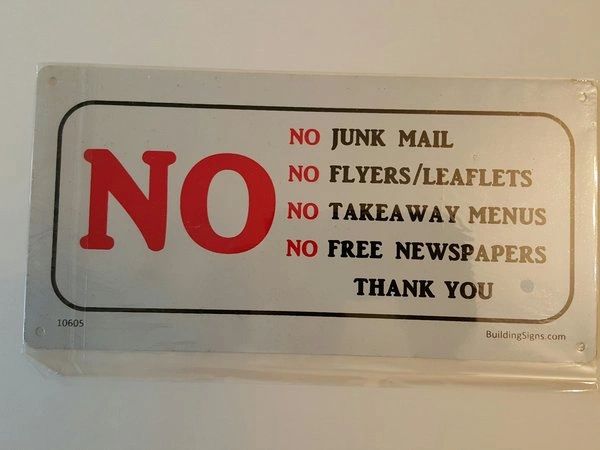 NO
NO JUNK MAIL
NO FLYERS/LEAFLETS
NO TAKEAWAY MENUS
NO FREE NEWSPAPERS
THANK YOU
10605
BuildingSigns.com